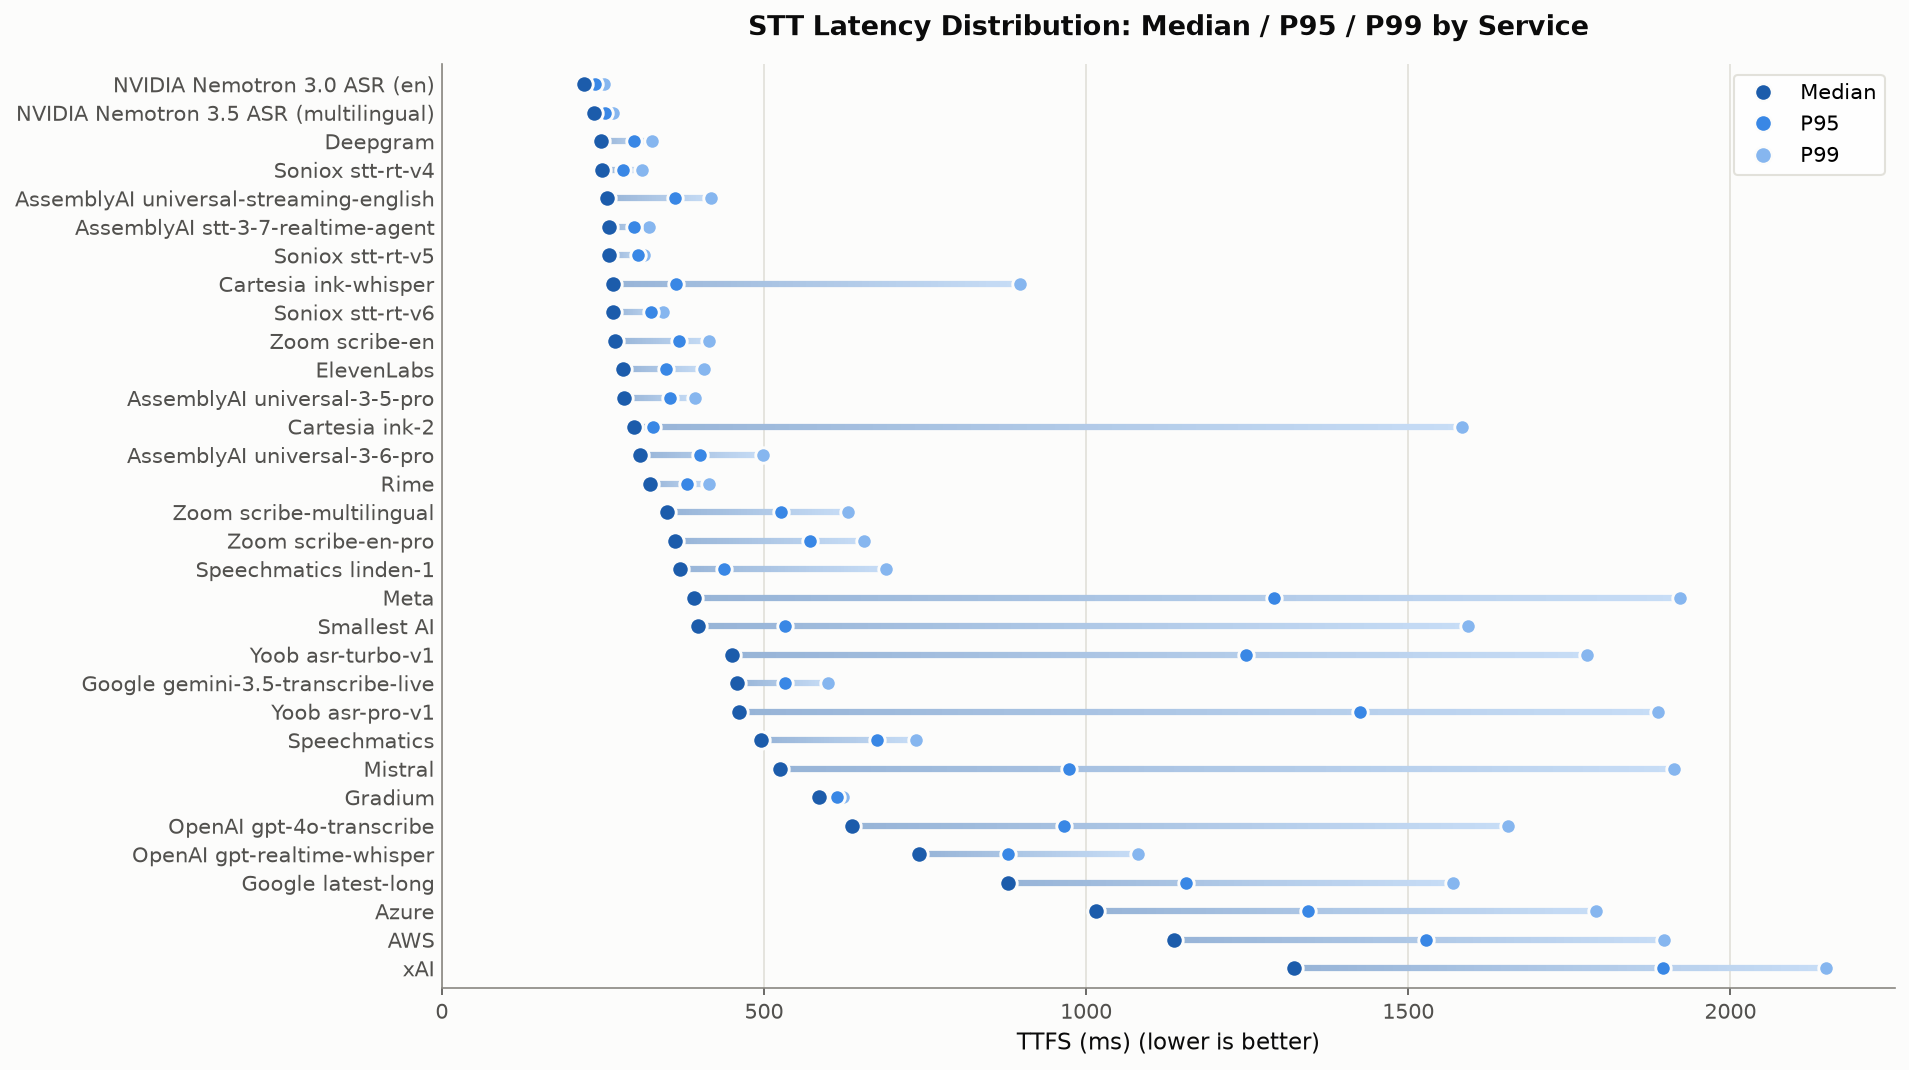 STT Latency Distribution: Median / P95 / P99 by Service
NVIDIA Nemotron 3.0 ASR (en)
NVIDIA Nemotron 3.5 ASR (multilingual)
Deepgram
Soniox stt-rt-v4
AssemblyAI universal-streaming-english
AssemblyAI stt-3-7-realtime-agent
Soniox stt-rt-v5
Cartesia ink-whisper
Soniox stt-rt-v6
Zoom scribe-en
ElevenLabs
AssemblyAI universal-3-5-pro
Cartesia ink-2
AssemblyAI universal-3-6-pro
Rime
Zoom scribe-multilingual
Zoom scribe-en-pro
Speechmatics linden-1
Meta
Smallest AI
Yoob asr-turbo-v1
Google gemini-3.5-transcribe-live
Yoob asr-pro-v1
Speechmatics
Mistral
Gradium
OpenAI gpt-4o-transcribe
OpenAI gpt-realtime-whisper
Google latest-long
Azure
AWS
xAI
Median
P95
P99
0 500 1000 1500 2000
TTFS (ms) (lower is better)